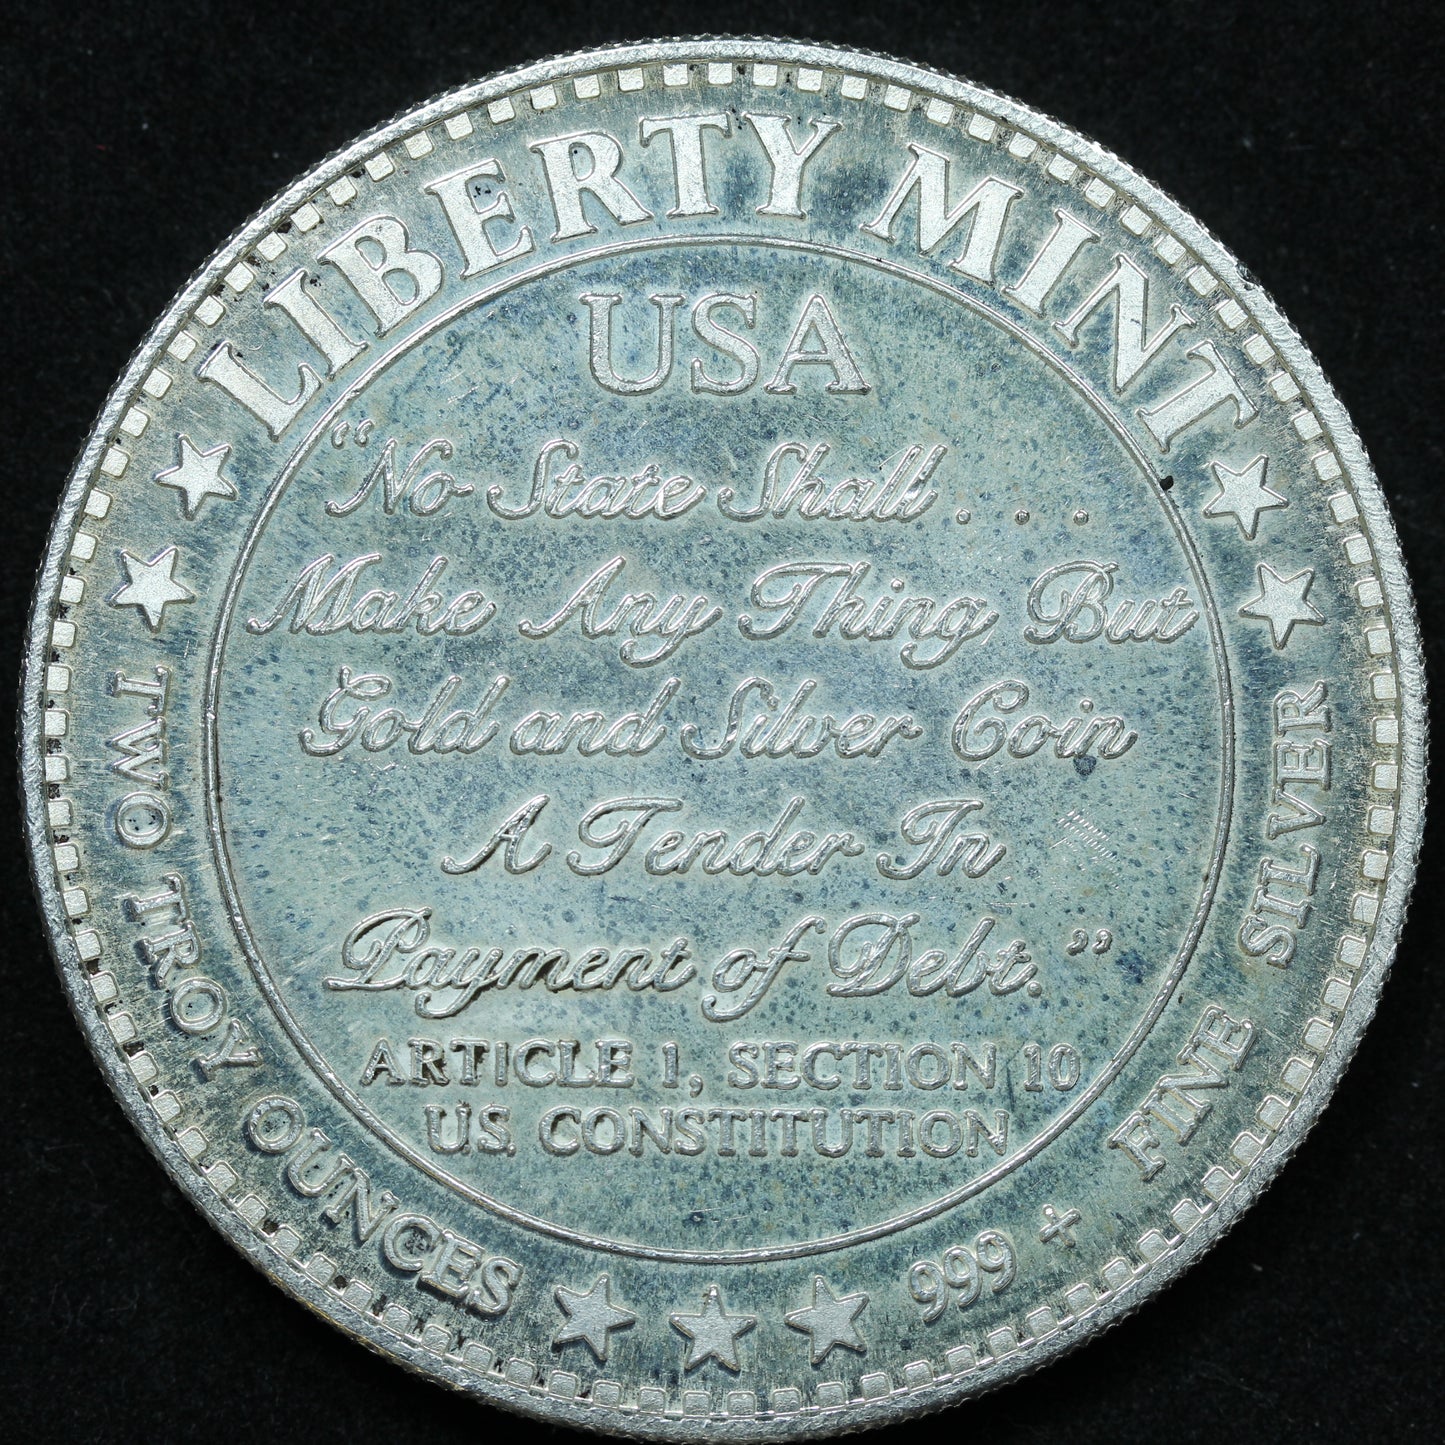 LIBERTY MINT
USA
"No State Shall . . .
Make Any Thing But
Gold and Silver Coin
A Tender In
Payment of Debt."
ARTICLE 1, SECTION 10
U.S. CONSTITUTION
TWO TROY OUNCES
999 + FINE SILVER